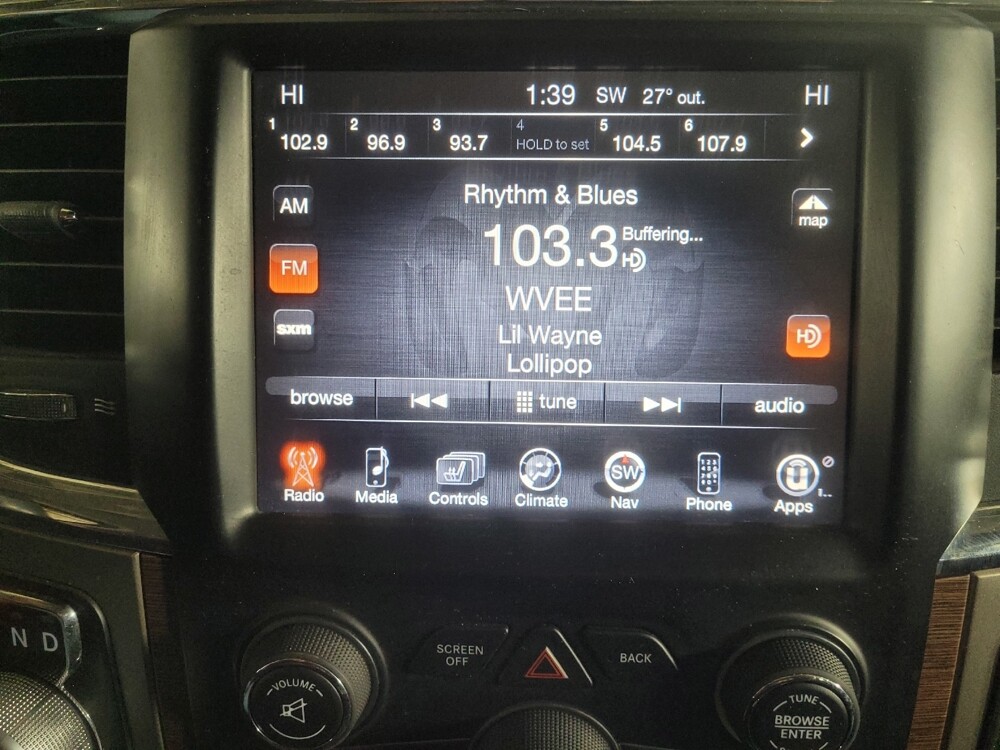 HI 1:39 SW 27° out. HI
1 102.9 2 96.9 3 93.7 4 HOLD to set 5 104.5 6 107.9
AM
FM
sxm
Rhythm & Blues
103.3 Buffering...
HD
WVEE
Lil Wayne
Lollipop
map
HD
browse tune audio
SW
Radio Media Controls Climate Nav Phone Apps
N D
VOLUME
SCREEN
OFF
BACK
TUNE
BROWSE
ENTER